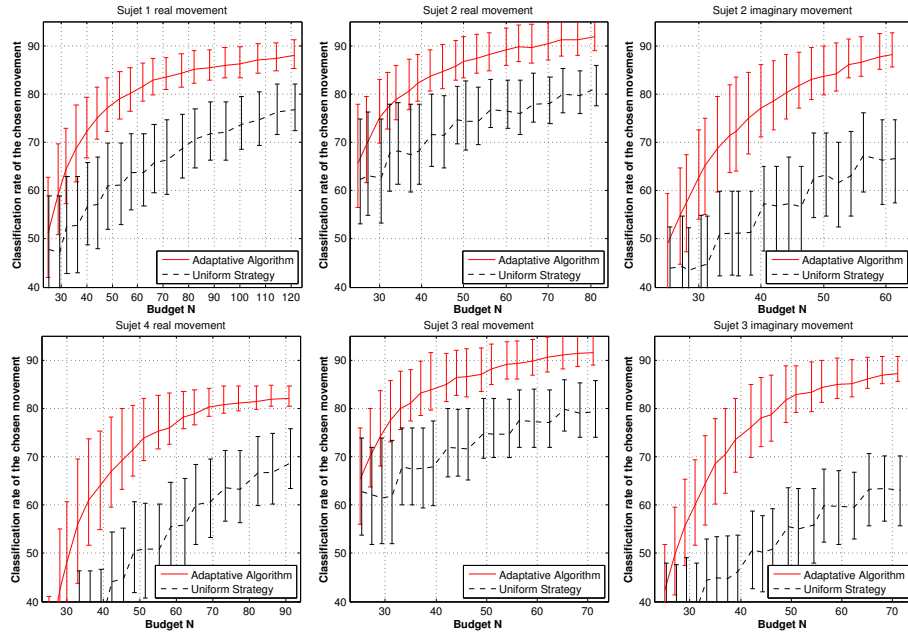 Sujet 1 real movement
Classification rate of the chosen movement
90
80
70
60
50
40
30 40 50 60 70 80 90 100 110 120
Budget N
Adaptative Algorithm
Uniform Strategy
Sujet 2 real movement
Classification rate of the chosen movement
90
80
70
60
50
40
30 40 50 60 70 80
Budget N
Adaptative Algorithm
Uniform Strategy
Sujet 2 imaginary movement
Classification rate of the chosen movement
90
80
70
60
50
40
30 40 50 60
Budget N
Adaptative Algorithm
Uniform Strategy
Sujet 4 real movement
Classification rate of the chosen movement
90
80
70
60
50
40
30 40 50 60 70 80 90
Budget N
Adaptative Algorithm
Uniform Strategy
Sujet 3 real movement
Classification rate of the chosen movement
90
80
70
60
50
40
30 40 50 60 70
Budget N
Adaptative Algorithm
Uniform Strategy
Sujet 3 imaginary movement
Classification rate of the chosen movement
90
80
70
60
50
40
30 40 50 60 70
Budget N
Adaptative Algorithm
Uniform Strategy